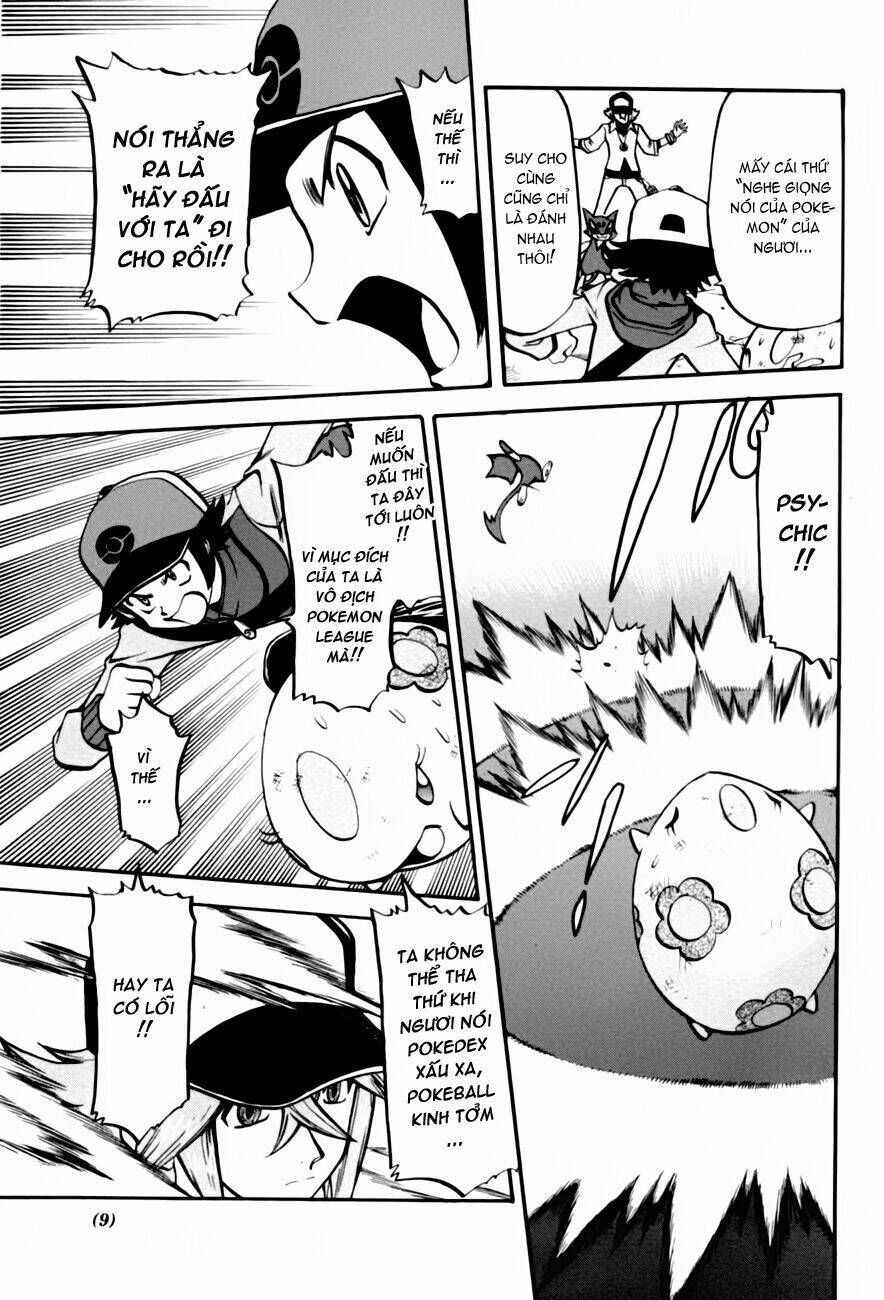 MẤY CÁI THỨ
"NGHE GIỌNG
NÓI CỦA POKE-
MON" CỦA
NGƯƠI...
SUY CHO
CÙNG
CŨNG CHỈ
LÀ ĐÁNH
NHAU
THÔI!
NẾU
THẾ
THÌ
...
NÓI THẲNG
RA LÀ
"HÃY ĐẤU
VỚI TA" ĐI
CHO RỒI!!
PSY-
CHIC
!!
NẾU
MUỐN
ĐẤU THÌ
TA ĐÂY
TỚI LUÔN
!!
VÌ MỤC ĐÍCH
CỦA TA LÀ
VÔ ĐỊCH
POKEMON
LEAGUE
MÀ!!
VÌ
THẾ
...
TA KHÔNG
THỂ THA
THỨ KHI
NGƯƠI NÓI
POKEDEX
XẤU XA,
POKEBALL
KINH TỞM
...
HAY TA
CÓ LỖI
!!
(9)